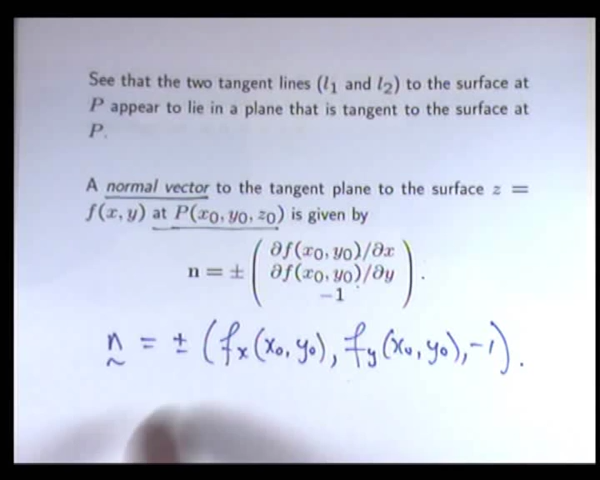 See that the two tangent lines (l₁ and l₂) to the surface at
P appear to lie in a plane that is tangent to the surface at
P.
A normal vector to the tangent plane to the surface z =
f(x, y) at P(x₀, y₀, z₀) is given by
∂f(x₀, y₀)/∂x
n = ± ( ∂f(x₀, y₀)/∂y ) .
−1
n = ± (fₓ(x₀, y₀), f_y(x₀, y₀), −1).
~